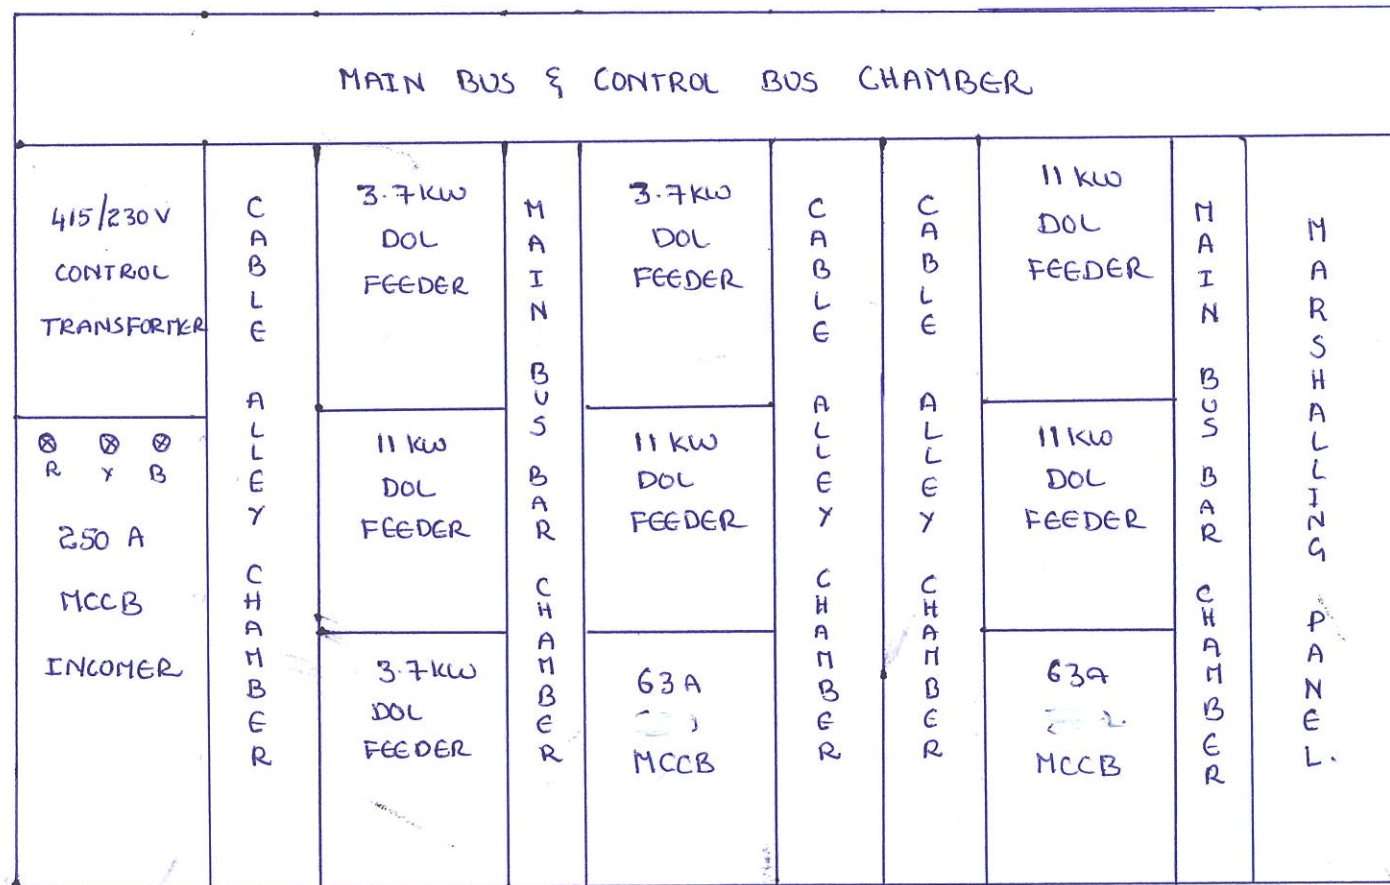 MAIN BUS & CONTROL BUS CHAMBER
415/230V
CONTROL
TRANSFORMER
R Y B
250 A
MCCB
INCOMER
CABLE ALLEY CHAMBER
3.7KW
DOL
FEEDER
11 KW
DOL
FEEDER
3.7KW
DOL
FEEDER
MAIN BUS BAR CHAMBER
3.7KW
DOL
FEEDER
11 KW
DOL
FEEDER
63A
MCCB
CABLE ALLEY CHAMBER
CABLE ALLEY CHAMBER
11 KW
DOL
FEEDER
11 KW
DOL
FEEDER
63A
MCCB
MAIN BUS BAR CHAMBER
MARSHALLING PANEL.